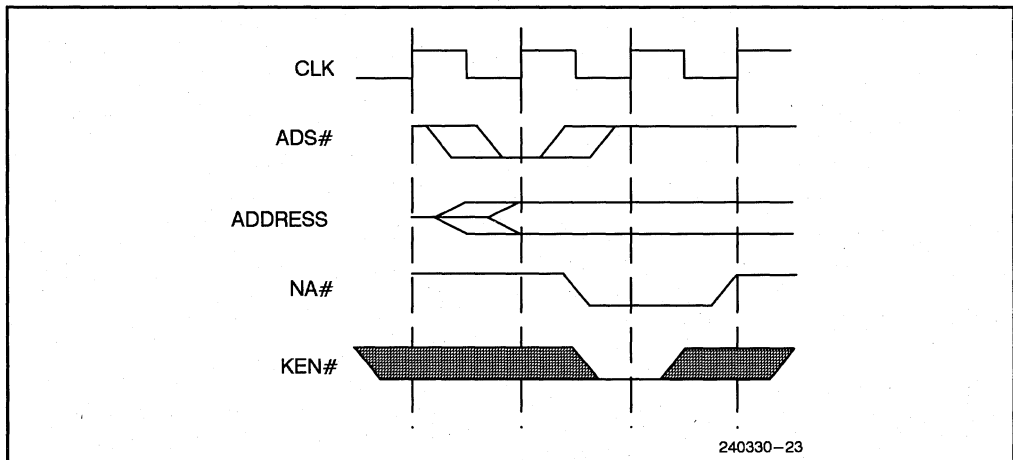 CLK
ADS#
ADDRESS
NA#
KEN#
240330–23